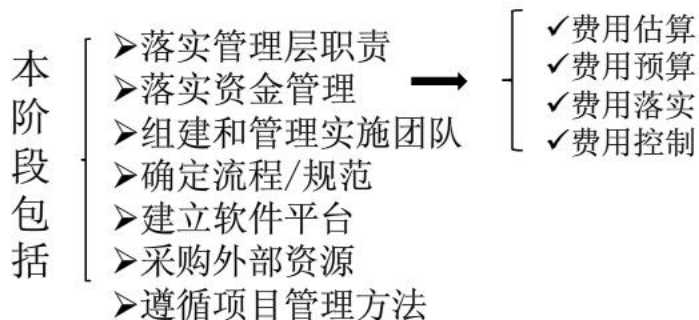 本阶段包括
➢落实管理层职责
➢落实资金管理
➢组建和管理实施团队
➢确定流程/规范
➢建立软件平台
➢采购外部资源
➢遵循项目管理方法
✓费用估算
✓费用预算
✓费用落实
✓费用控制